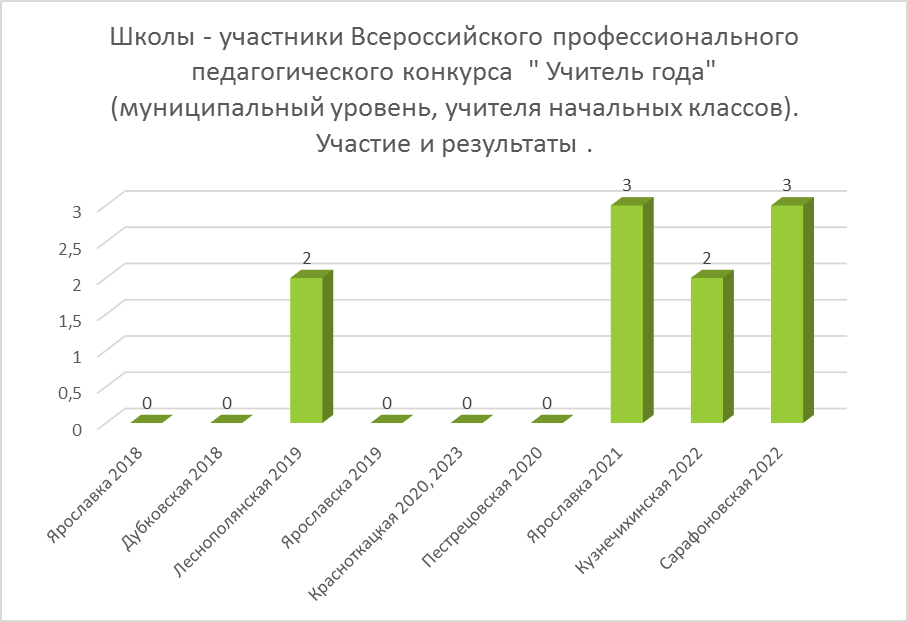 Школы - участники Всероссийского профессионального
педагогического конкурса " Учитель года"
(муниципальный уровень, учителя начальных классов).
Участие и результаты .
3
2,5
2
1,5
1
0,5
0
0
0
2
0
0
0
3
2
3
Ярославка 2018
Дубковская 2018
Леснополянская 2019
Ярославска 2019
Красноткацкая 2020, 2023
Пестрецовская 2020
Ярославка 2021
Кузнечихинская 2022
Сарафоновская 2022